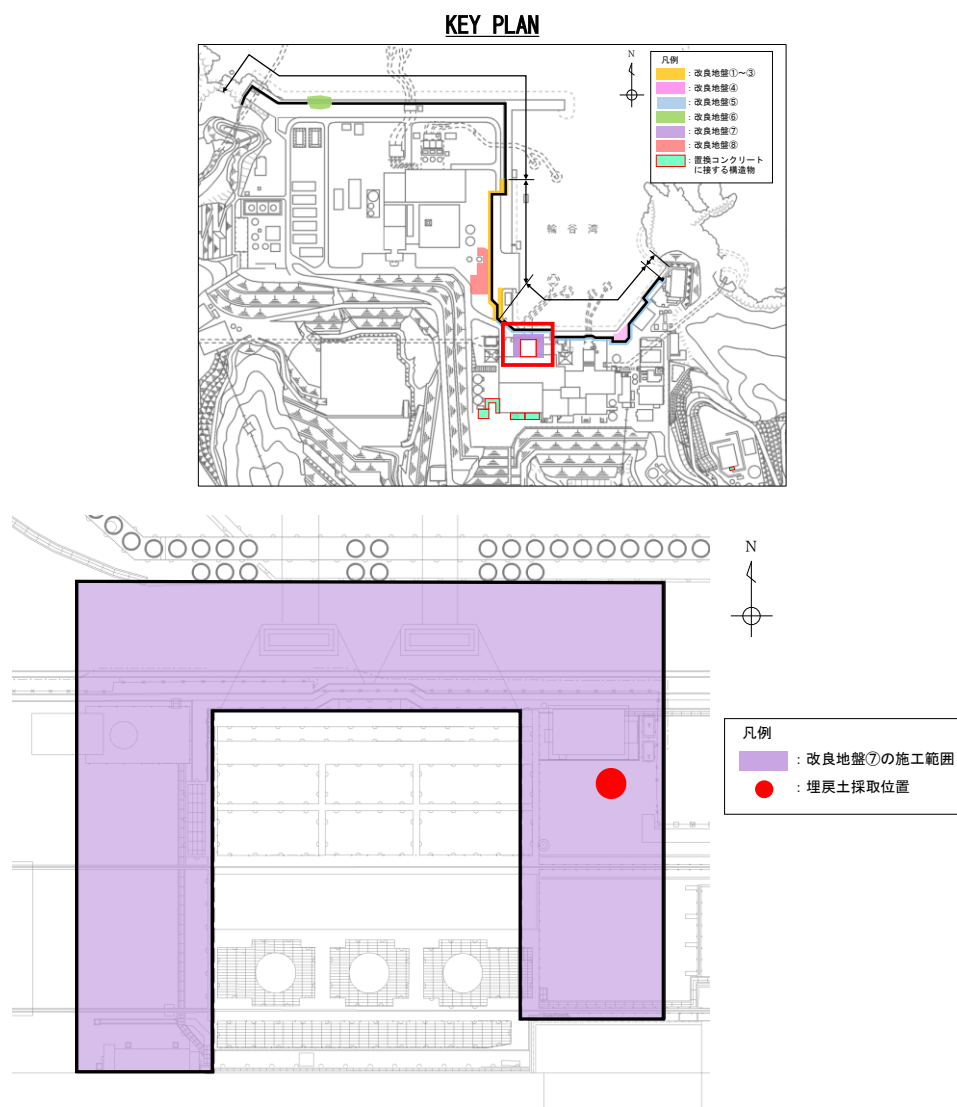 KEY PLAN
N
凡例
：改良地盤①～③
：改良地盤④
：改良地盤⑤
：改良地盤⑥
：改良地盤⑦
：改良地盤⑧
：置換コンクリート
に接する構造物
輪谷湾
N
凡例
：改良地盤⑦の施工範囲
：埋戻土採取位置